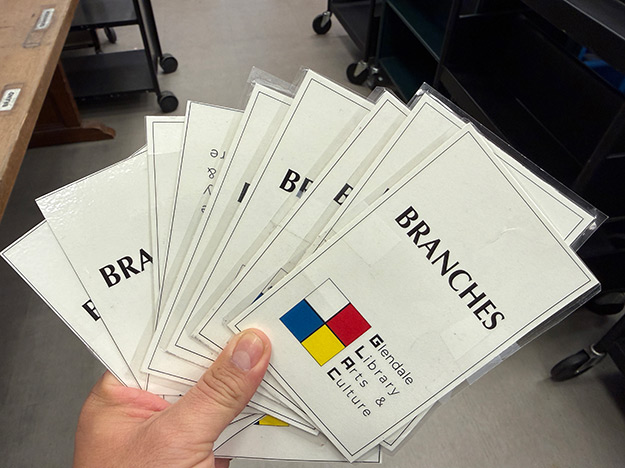 BRANCHES
Glendale
Library
Arts &
Culture
BRA
BR
B
B